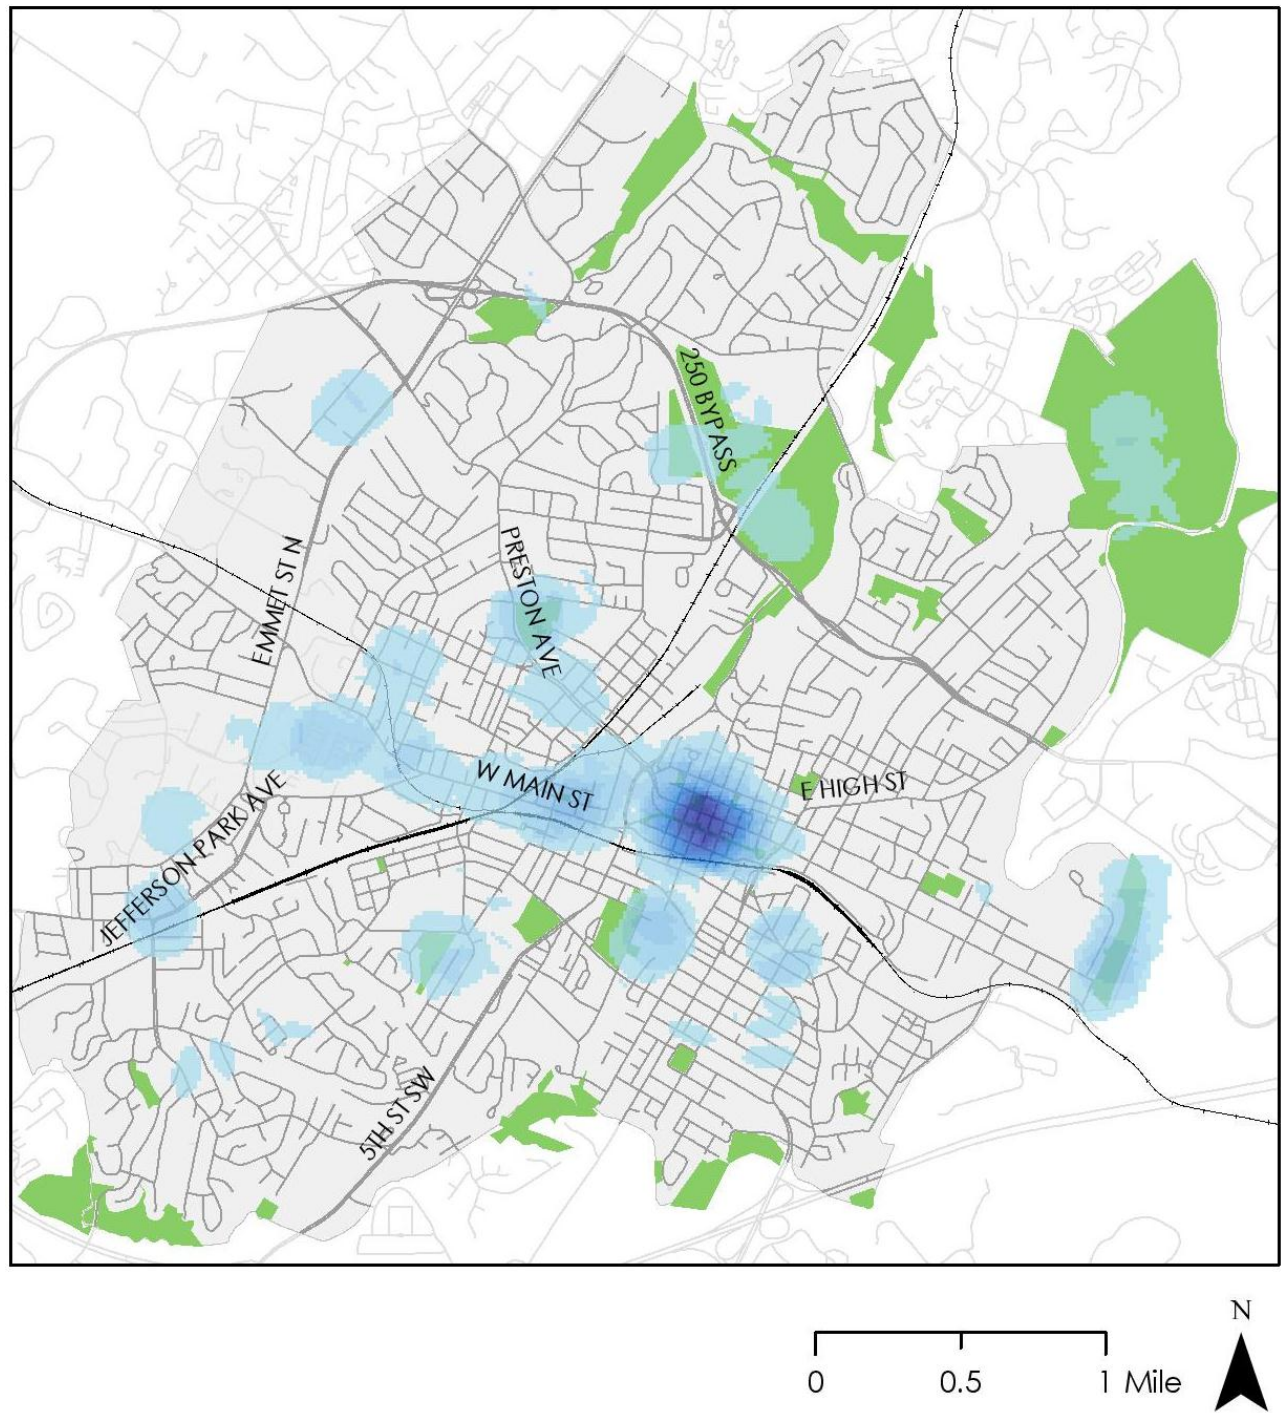 250 BYPASS
PRESTON AVE
EMMET ST N
W MAIN ST
E HIGH ST
JEFFERSON PARK AVE
5TH ST SW
N
0 0.5 1 Mile